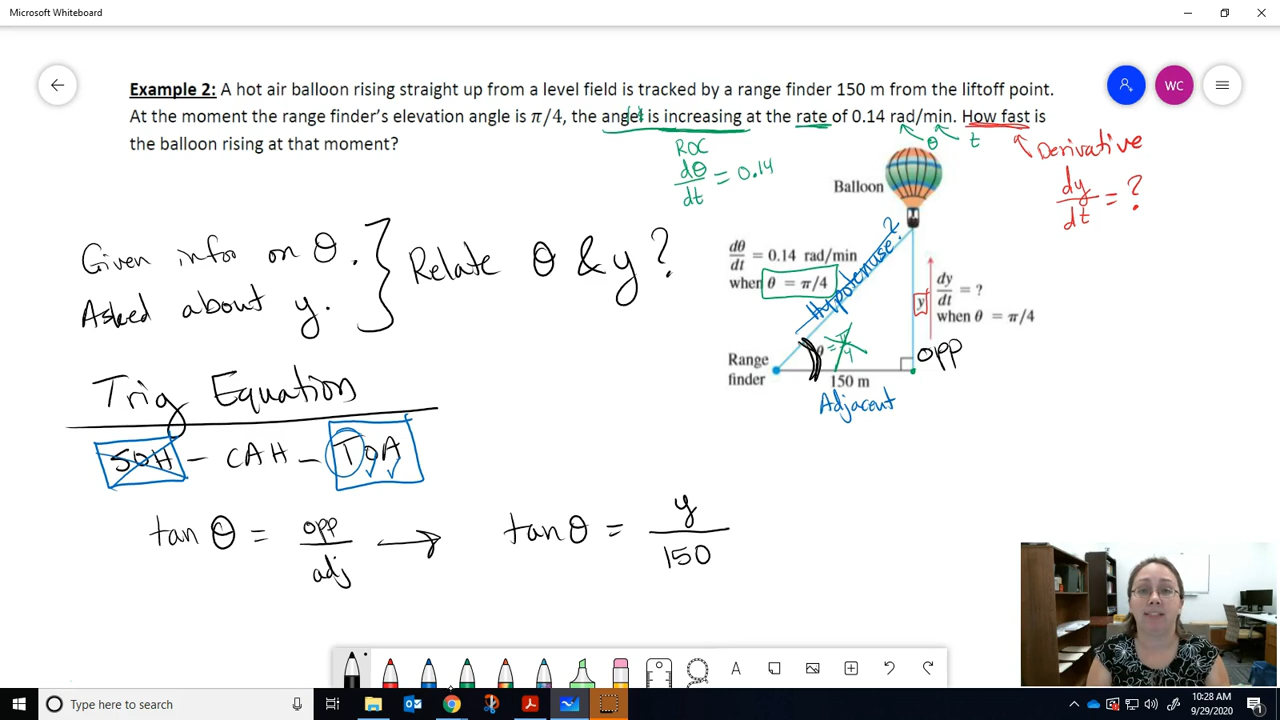 Microsoft Whiteboard
Example 2: A hot air balloon rising straight up from a level field is tracked by a range finder 150 m from the liftoff point.
At the moment the range finder's elevation angle is π/4, the angel is increasing at the rate of 0.14 rad/min. How fast is
the balloon rising at that moment?
WC
ROC
dθ/dt = 0.14
θ
t
Derivative
dy/dt = ?
Balloon
Given info on θ.
Asked about y.
Relate θ & y?
dθ/dt = 0.14 rad/min
when θ = π/4
Hypotenuse?
y
dy/dt = ?
when θ = π/4
θ = π/4
opp
Range
finder
150 m
Adjacent
Trig Equation
SOH - CAH - TOA
tan θ = opp/adj → tan θ = y/150
A
Type here to search
10:28 AM
9/29/2020